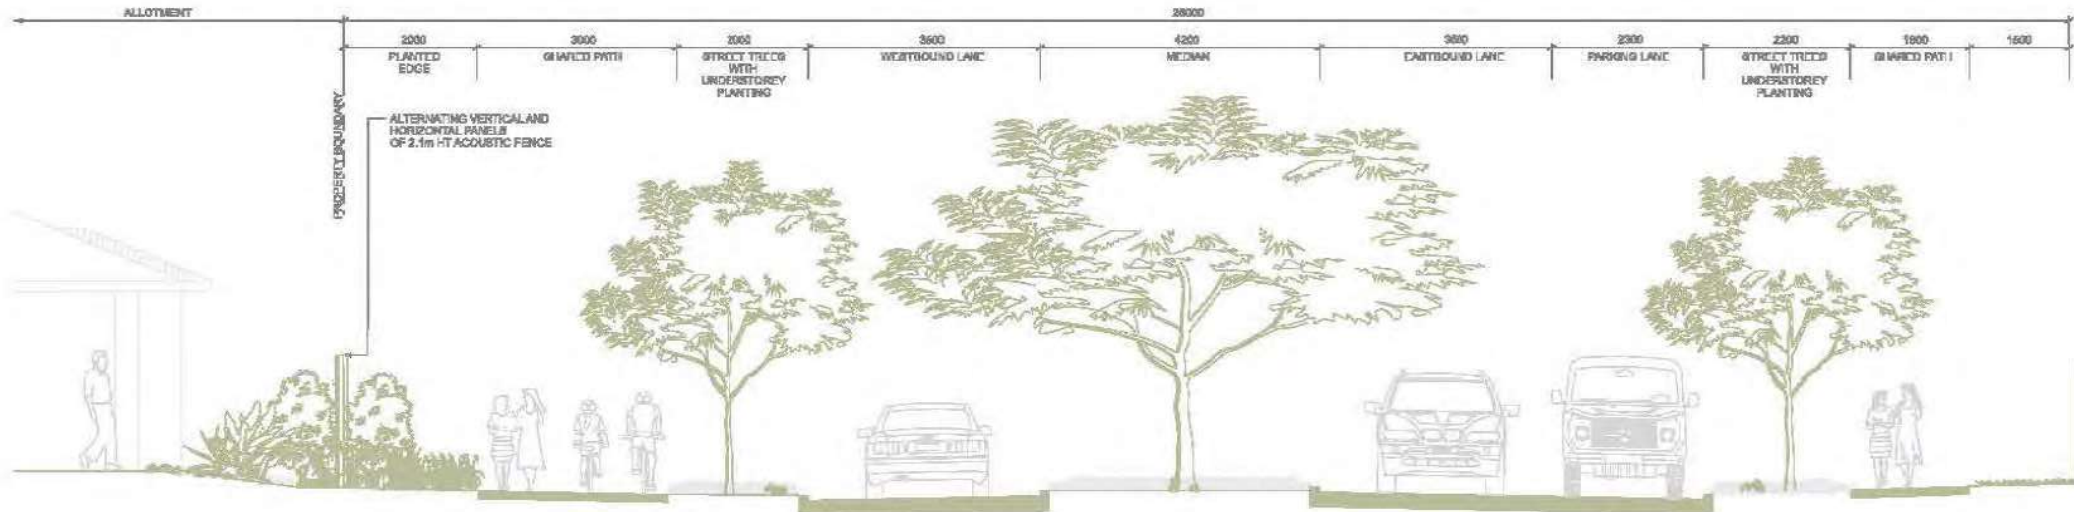 ALLOTMENT
26000
2000
3000
2000
3500
4200
3500
2300
2200
1800
1500
PLANTED
EDGE
SHARED PATH
STREET TREES
WITH
UNDERSTOREY
PLANTING
WESTBOUND LANE
MEDIAN
EASTBOUND LANE
PARKING LANE
STREET TREES
WITH
UNDERSTOREY
PLANTING
SHARED PATH
PROPERTY BOUNDARY
ALTERNATING VERTICAL AND
HORIZONTAL PANELS
OF 2.1m HT ACOUSTIC FENCE